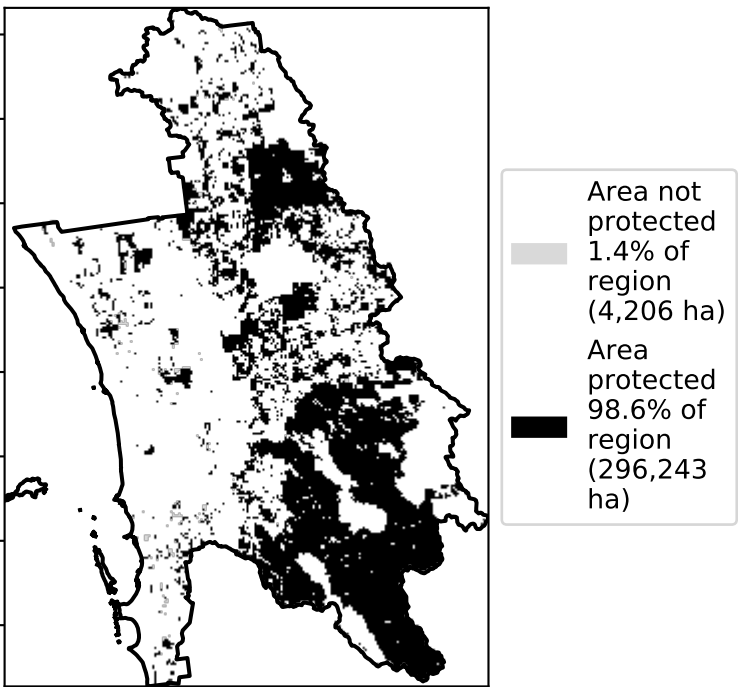 Area not
protected
1.4% of
region
(4,206 ha)
Area
protected
98.6% of
region
(296,243
ha)